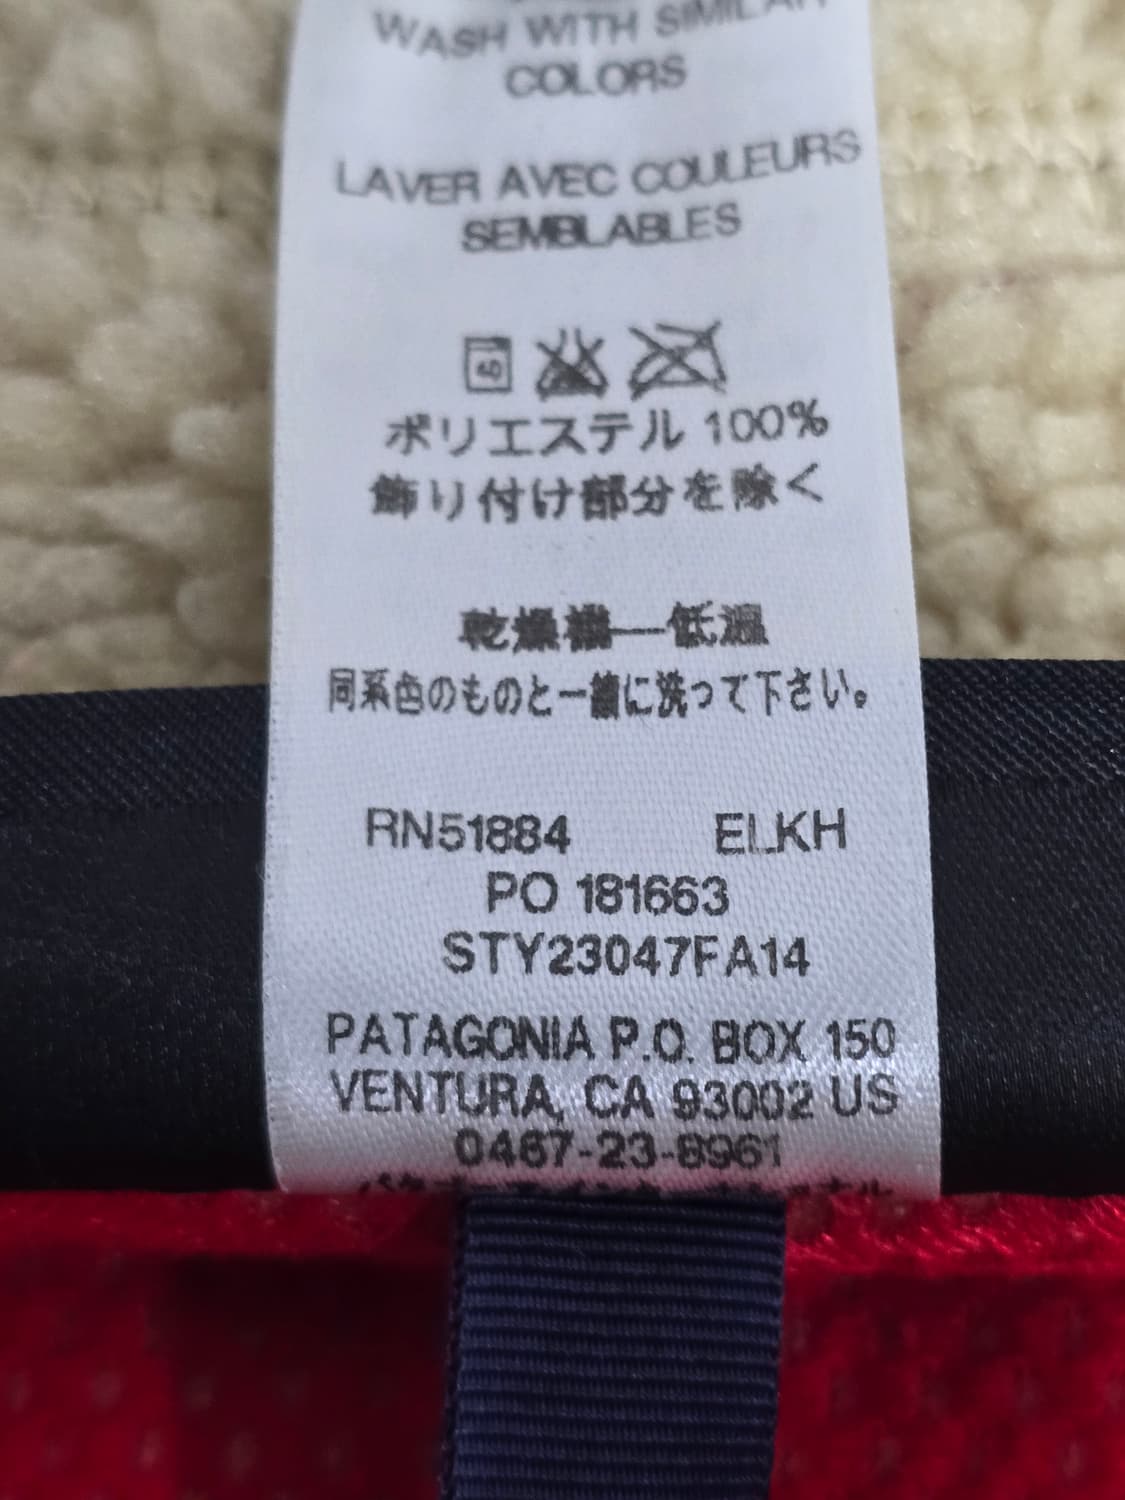 WASH WITH SIMILAR
COLORS
LAVER AVEC COULEURS
SEMBLABLES
ポリエステル 100%
飾り付け部分を除く
乾燥機—低温
同系色のものと一緒に洗って下さい。
RN51884 ELKH
PO 181663
STY23047FA14
PATAGONIA P.O. BOX 150
VENTURA, CA 93002 US
0467-23-8961